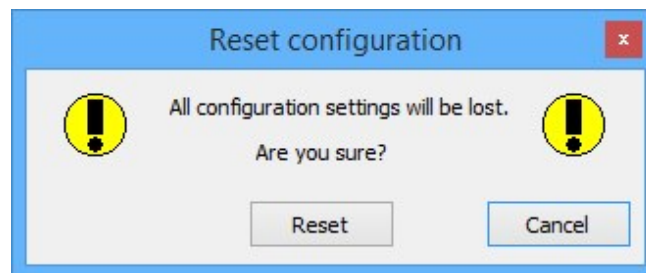 Reset configuration
x
All configuration settings will be lost.
Are you sure?
Reset
Cancel